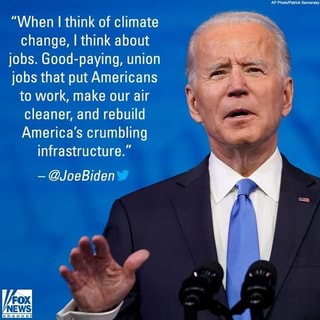 AP Photo/Patrick Semansky
“When I think of climate
change, I think about
jobs. Good-paying, union
jobs that put Americans
to work, make our air
cleaner, and rebuild
America’s crumbling
infrastructure.”
– @JoeBiden
FOX
NEWS
channel